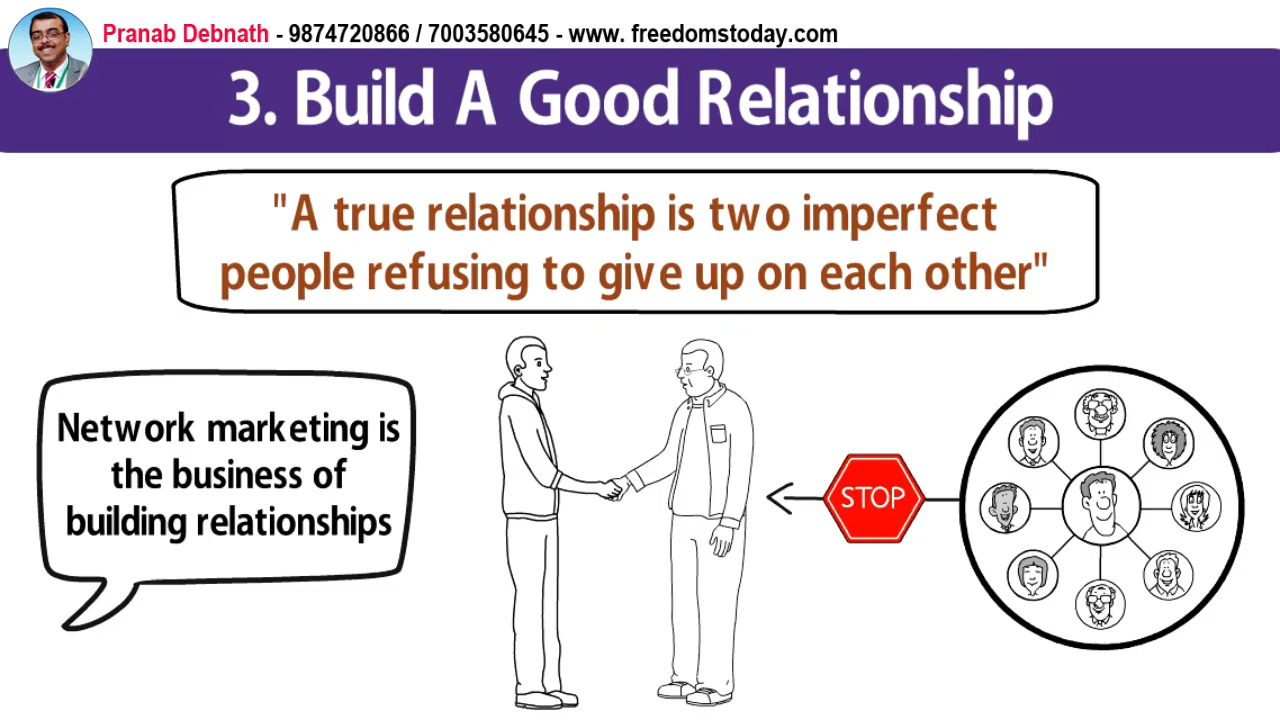 Pranab Debnath - 9874720866 / 7003580645 - www. freedomstoday.com
3. Build A Good Relationship
"A true relationship is two imperfect
people refusing to give up on each other"
Network marketing is
the business of
building relationships
STOP